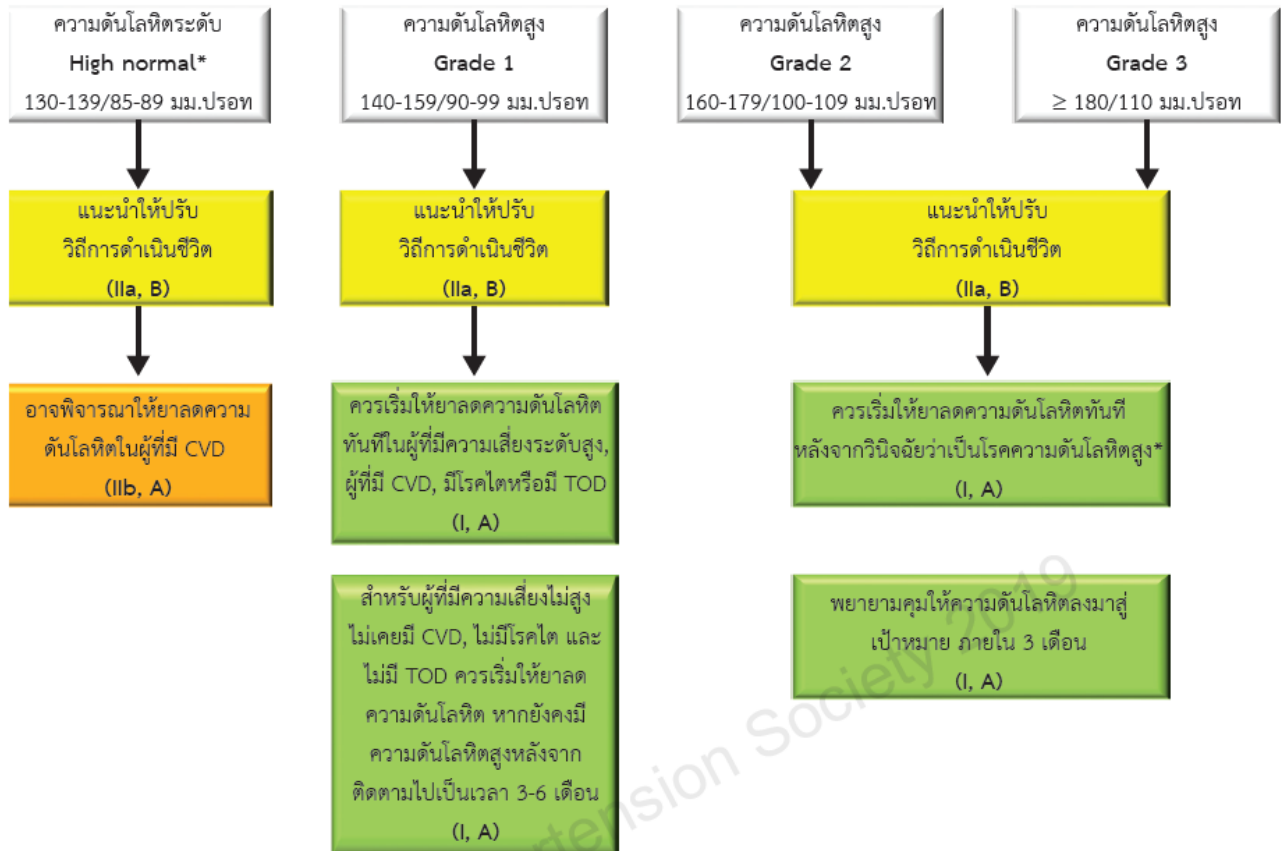 ความดันโลหิตระดับ
High normal*
130-139/85-89 มม.ปรอท
ความดันโลหิตสูง
Grade 1
140-159/90-99 มม.ปรอท
ความดันโลหิตสูง
Grade 2
160-179/100-109 มม.ปรอท
ความดันโลหิตสูง
Grade 3
≥ 180/110 มม.ปรอท
แนะนำให้ปรับ
วิถีการดำเนินชีวิต
(IIa, B)
แนะนำให้ปรับ
วิถีการดำเนินชีวิต
(IIa, B)
แนะนำให้ปรับ
วิถีการดำเนินชีวิต
(IIa, B)
อาจพิจารณาให้ยาลดความ
ดันโลหิตในผู้ที่มี CVD
(IIb, A)
ควรเริ่มให้ยาลดความดันโลหิต
ทันทีในผู้ที่มีความเสี่ยงระดับสูง,
ผู้ที่มี CVD, มีโรคไตหรือมี TOD
(I, A)
ควรเริ่มให้ยาลดความดันโลหิตทันที
หลังจากวินิจฉัยว่าเป็นโรคความดันโลหิตสูง*
(I, A)
สำหรับผู้ที่มีความเสี่ยงไม่สูง
ไม่เคยมี CVD, ไม่มีโรคไต และ
ไม่มี TOD ควรเริ่มให้ยาลด
ความดันโลหิต หากยังคงมี
ความดันโลหิตสูงหลังจาก
ติดตามไปเป็นเวลา 3-6 เดือน
(I, A)
พยายามคุมให้ความดันโลหิตลงมาสู่
เป้าหมาย ภายใน 3 เดือน
(I, A)
Society 2019